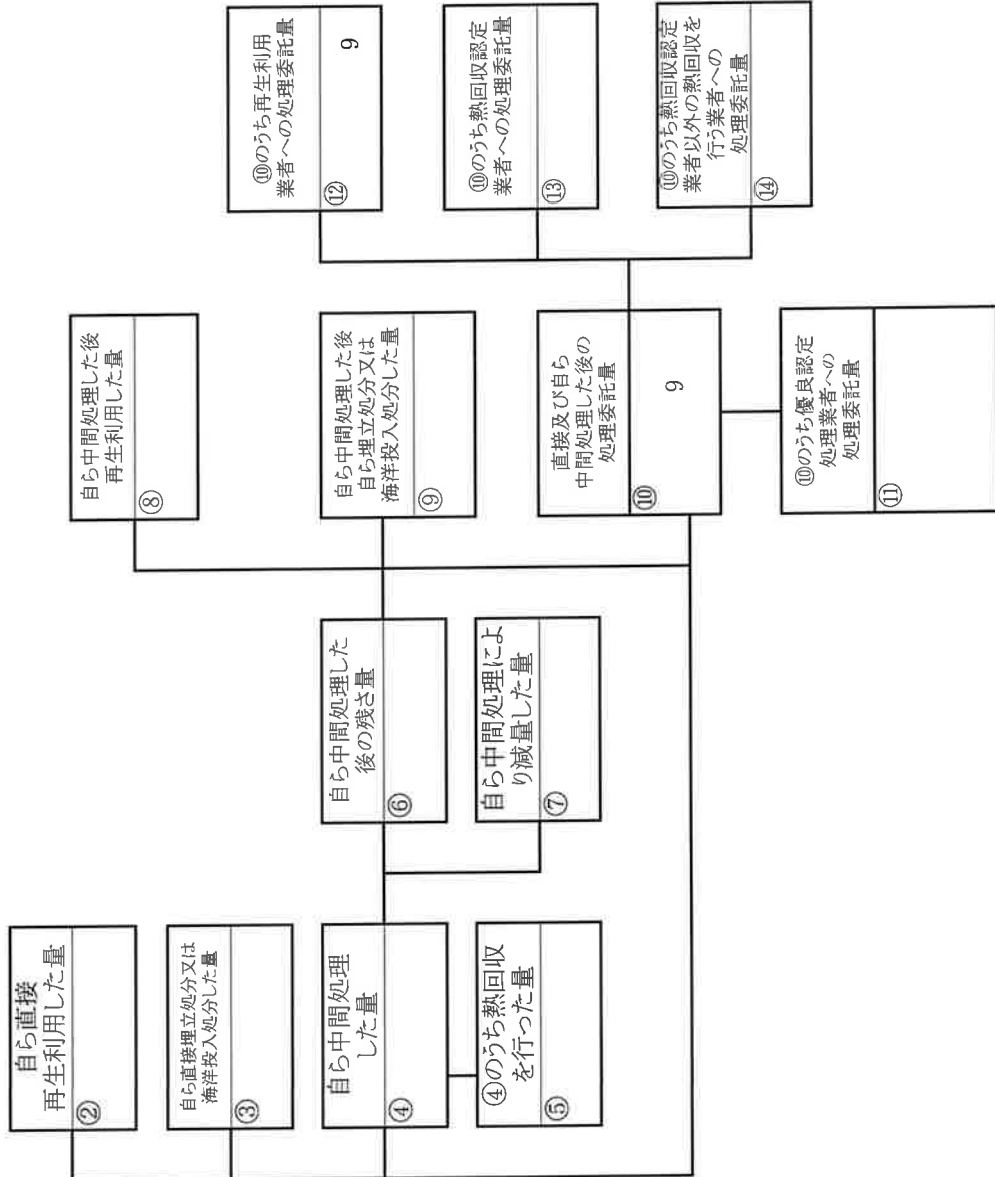 自ら直接
再生利用した量
②
自ら直接埋立処分又は
海洋投入処分した量
③
自ら中間処理
した量
④
④のうち熱回収
を行った量
⑤
自ら中間処理した
後の残さ量
⑥
自ら中間処理によ
り減量した量
⑦
自ら中間処理した後
再生利用した量
⑧
自ら中間処理した後
自ら埋立処分又は
海洋投入処分した量
⑨
直接及び自ら
中間処理した後の
処理委託量
⑩
9
⑩のうち優良認定
処理業者への
処理委託量
⑪
⑩のうち再生利用
業者への処理委託量
⑫
9
⑩のうち熱回収認定
業者への処理委託量
⑬
⑩のうち熱回収認定
業者以外の熱回収を
行う業者への
処理委託量
⑭